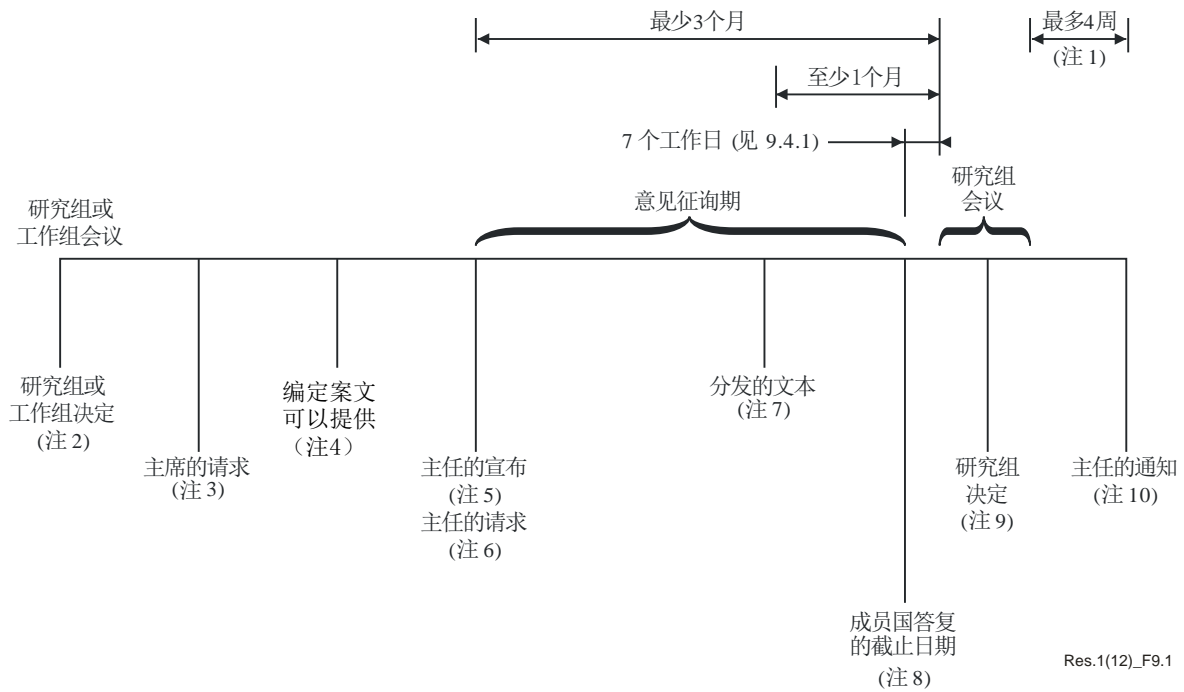 最少3个月
最多4周
(注 1)
至少1个月
7 个工作日 (见 9.4.1)
研究组
会议
意见征询期
研究组或
工作组会议
研究组或
工作组决定
(注 2)
主席的请求
(注 3)
编定案文
可以提供
（注4）
主任的宣布
(注 5)
主任的请求
(注 6)
分发的文本
(注 7)
成员国答复
的截止日期
(注 8)
研究组
决定
(注 9)
主任的通知
(注 10)
Res.1(12)_F9.1